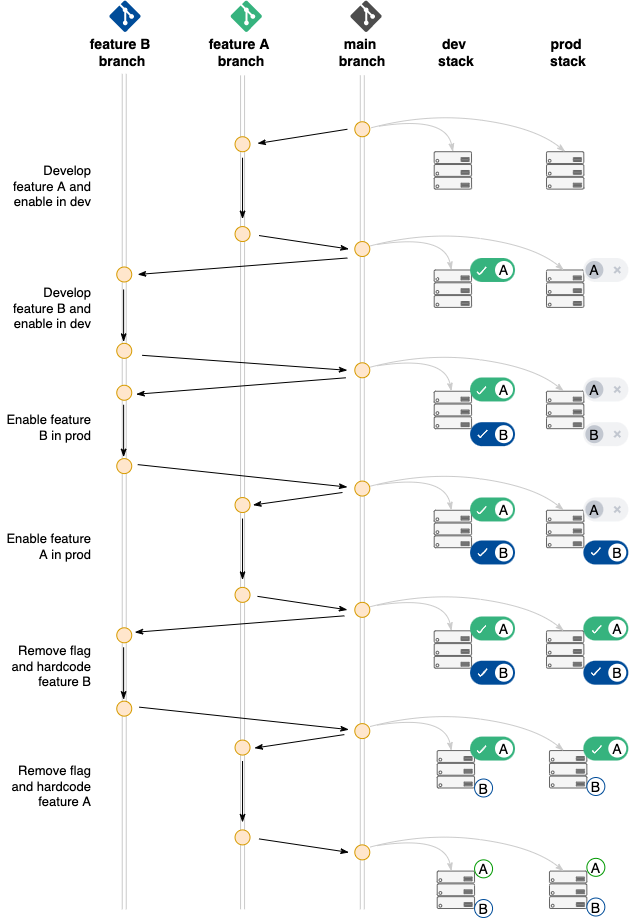 feature B
branch
feature A
branch
main
branch
dev
stack
prod
stack
Develop
feature A and
enable in dev
A
A
Develop
feature B and
enable in dev
A
A
Enable feature
B in prod
B
B
A
A
Enable feature
A in prod
B
B
A
A
Remove flag
and hardcode
feature B
B
B
A
A
Remove flag
and hardcode
feature A
B
B
A
A
B
B